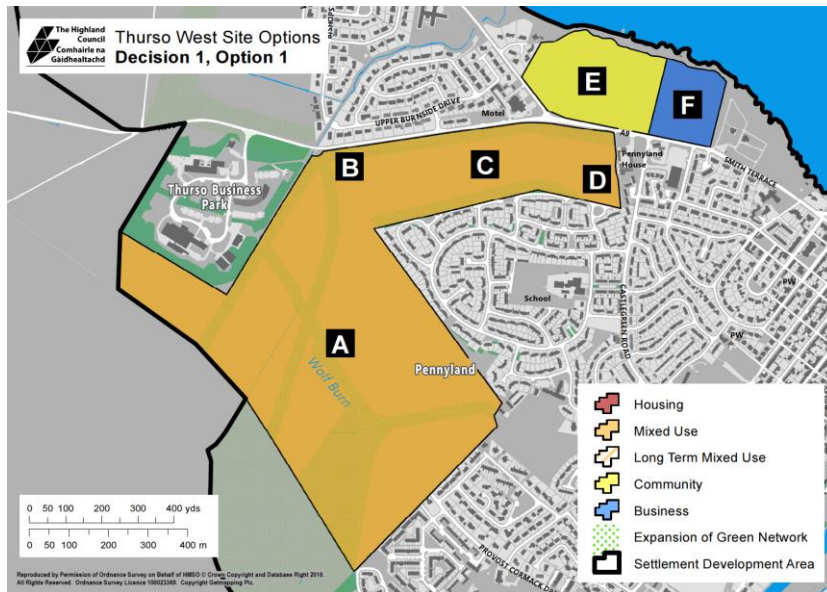 The Highland
Council
Comhairle na
Gàidhealtachd
Thurso West Site Options
Decision 1, Option 1
E
F
UPPER BURNSIDE DRIVE
Motel
A9
Pennyland
House
SMITH TERRACE
B
C
D
Thurso Business
Park
School
CASTLEGREEN ROAD
PW
PW
A
Wolf Burn
Pennyland
Housing
Mixed Use
Long Term Mixed Use
Community
Business
Expansion of Green Network
Settlement Development Area
0 50 100 200 300 400 yds
0 50 100 200 300 400 m
PROVOST CORMACK DR
Reproduced by Permission of Ordnance Survey on Behalf of HMSO © Crown Copyright and Database Right 2016.
All Rights Reserved. Ordnance Survey Licence 100023369. Copyright Getmapping Plc.